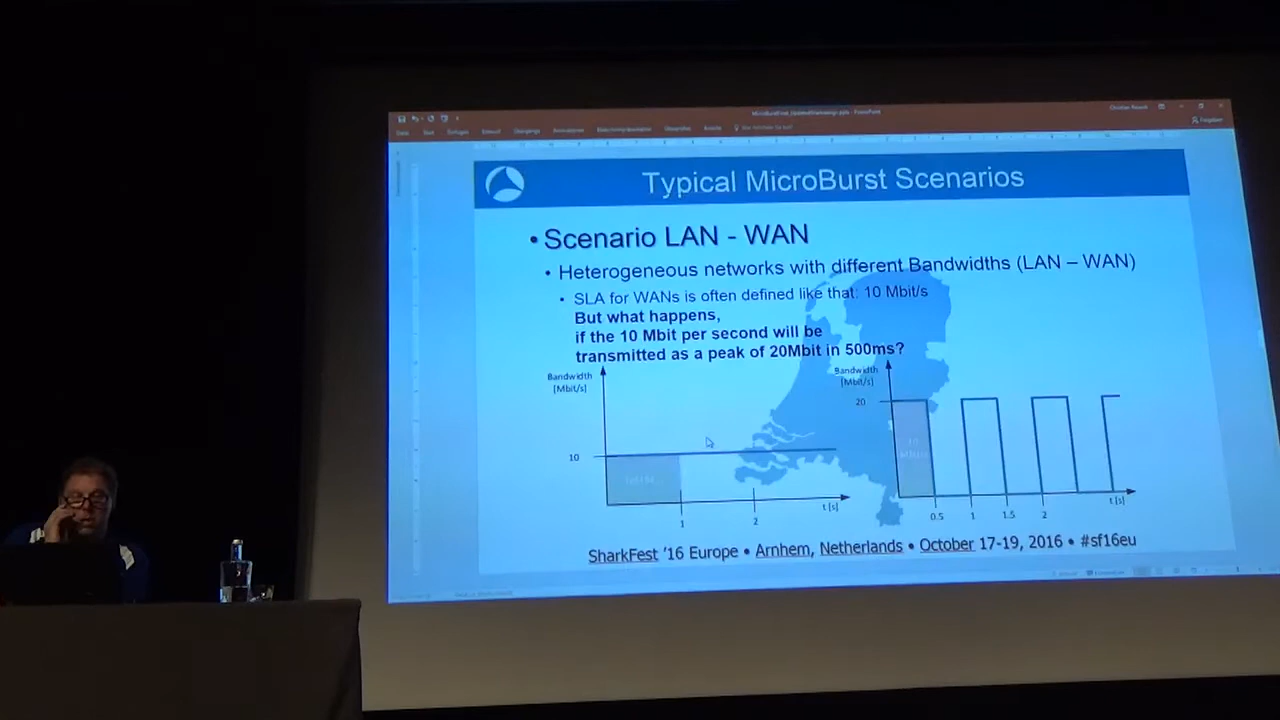 Typical MicroBurst Scenarios
• Scenario LAN - WAN
• Heterogeneous networks with different Bandwidths (LAN – WAN)
• SLA for WANs is often defined like that: 10 Mbit/s
But what happens,
if the 10 Mbit per second will be
transmitted as a peak of 20Mbit in 500ms?
Bandwidth
[Mbit/s]
10
1
2
t [s]
Bandwidth
[Mbit/s]
20
10
0.5
1
1.5
2
t [s]
SharkFest '16 Europe • Arnhem, Netherlands • October 17-19, 2016 • #sf16eu